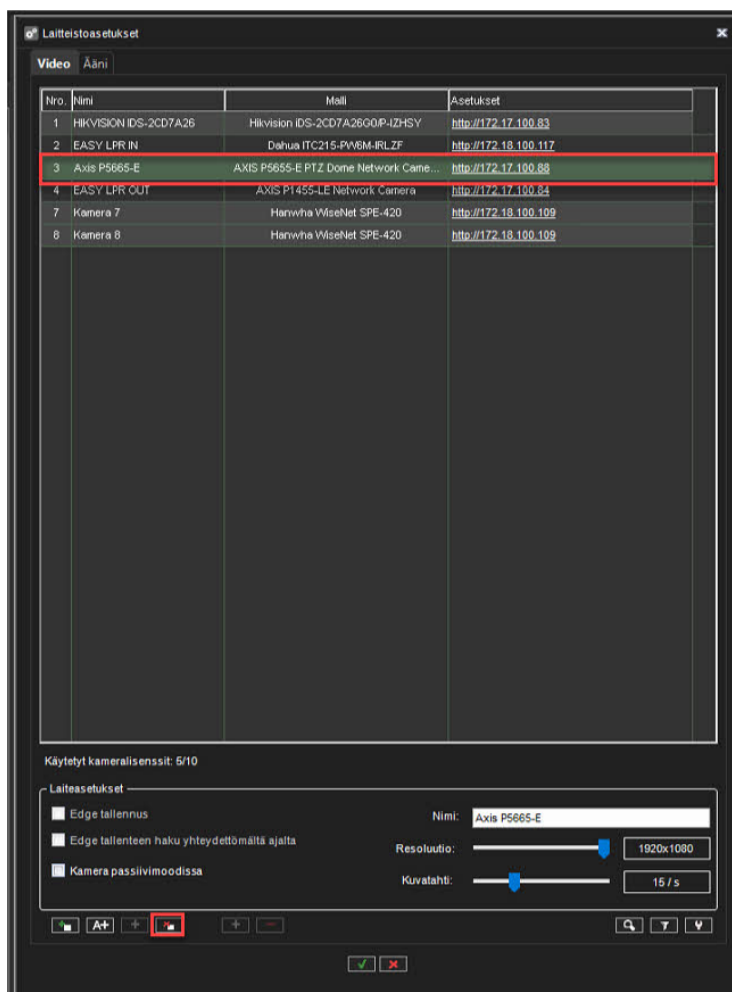 Laitteistoasetukset
Video Ääni
Nro. Nimi Malli Asetukset
1 HIKVISION IDS-2CD7A26 Hikvision iDS-2CD7A26G0/P-IZHSY http://172.17.100.83
2 EASY LPR IN Dahua ITC215-PW6M-IRLZF http://172.18.100.117
3 Axis P5665-E AXIS P5655-E PTZ Dome Network Came... http://172.17.100.88
4 EASY LPR OUT AXIS P1455-LE Network Camera http://172.17.100.84
7 Kamera 7 Hanwha WiseNet SPE-420 http://172.18.100.109
8 Kamera 8 Hanwha WiseNet SPE-420 http://172.18.100.109
Käytetyt kameralisenssit: 5/10
Laiteasetukset
Edge tallennus
Nimi: Axis P5665-E
Edge tallenteen haku yhteydettömältä ajalta
Resoluutio: 1920x1080
Kamera passiivimoodissa
Kuvatahti: 15 / s
A+